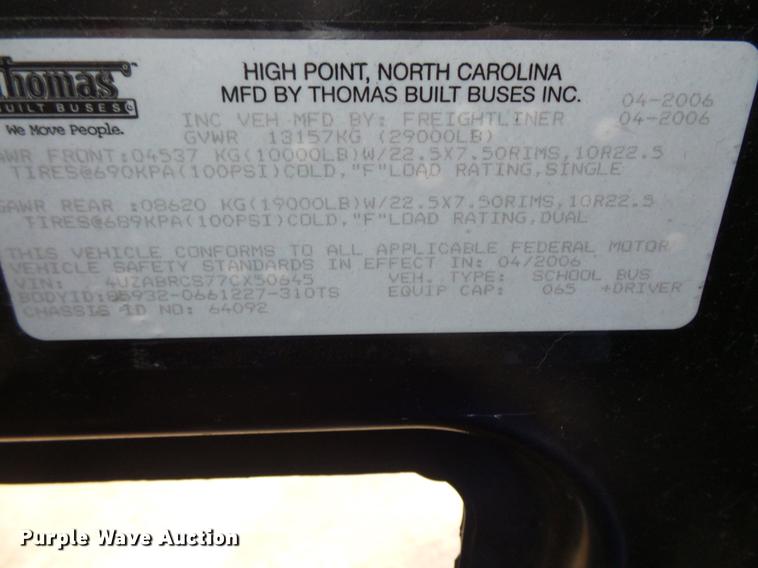 Thomas
BUILT BUSES
We Move People.
HIGH POINT, NORTH CAROLINA
MFD BY THOMAS BUILT BUSES INC. 04-2006
INC VEH MFD BY: FREIGHTLINER 04-2006
GVWR 13157KG (29000LB)
GAWR FRONT:04537 KG(10000LB)W/22.5X7.50RIMS,10R22.5
TIRES@690KPA(100PSI)COLD,"F"LOAD RATING,SINGLE
GAWR REAR :08620 KG(19000LB)W/22.5X7.50RIMS,10R22.5
TIRES@689KPA(100PSI)COLD,"F"LOAD RATING,DUAL
THIS VEHICLE CONFORMS TO ALL APPLICABLE FEDERAL MOTOR
VEHICLE SAFETY STANDARDS IN EFFECT IN: 04/2006
VIN: 4UZABRCS77CX50645 VEH. TYPE: SCHOOL BUS
BODYID: EQUIP CAP: 065 +DRIVER
CHASSIS ID NO: 64092
Purple Wave Auction